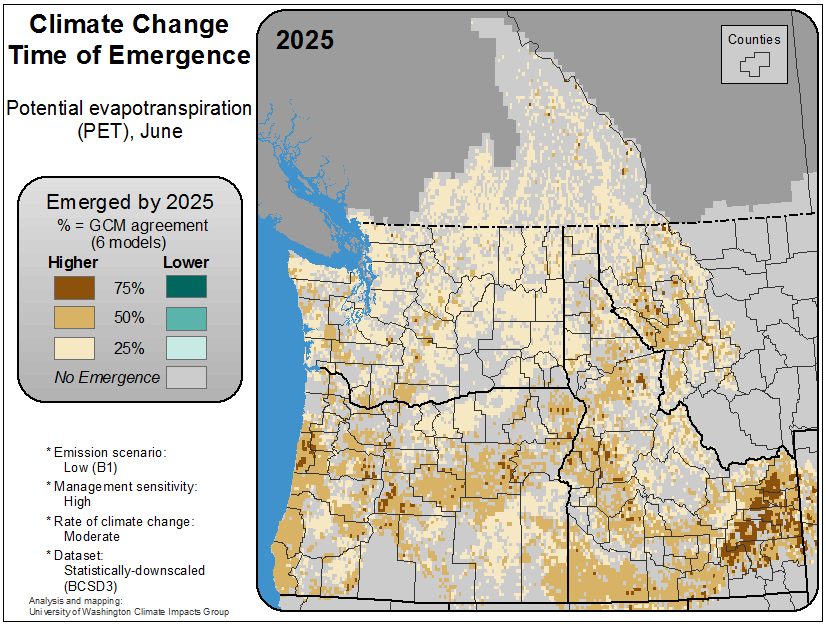 Climate Change
Time of Emergence
Potential evapotranspiration
(PET), June
Emerged by 2025
% = GCM agreement
(6 models)
Higher Lower
75%
50%
25%
No Emergence
* Emission scenario:
Low (B1)
* Management sensitivity:
High
* Rate of climate change:
Moderate
* Dataset:
Statistically-downscaled
(BCSD3)
Analysis and mapping:
University of Washington Climate Impacts Group
2025
Counties